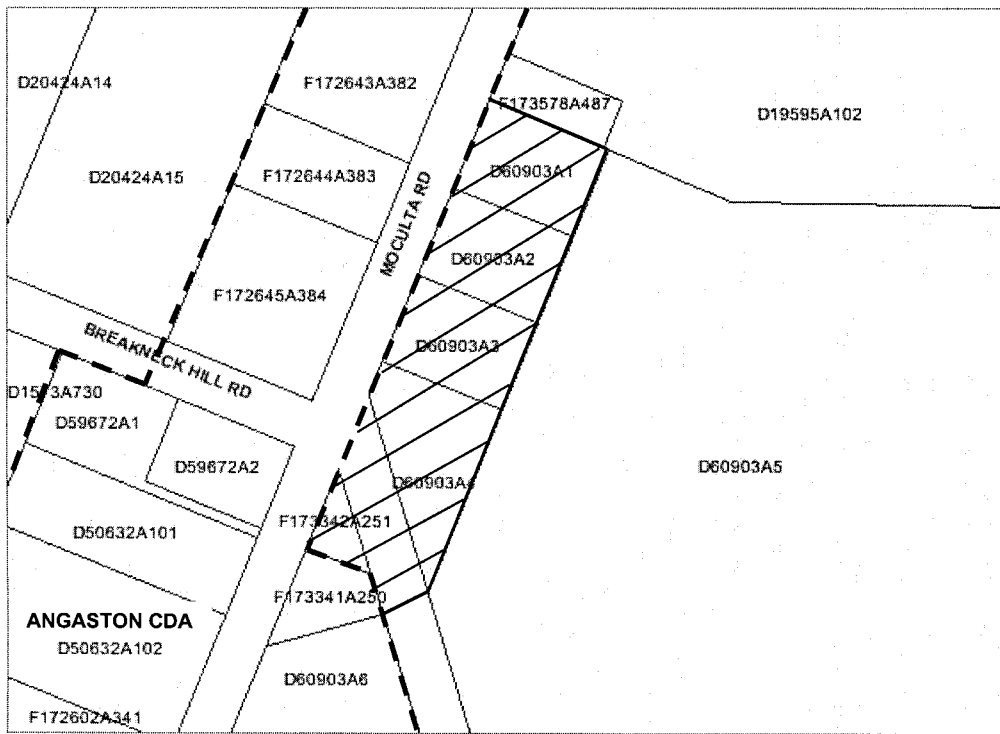 D20424A14
F172643A382
F173578A487
D19595A102
D20424A15
F172644A383
D60903A1
MOCULTA RD
D60903A2
F172645A384
D60903A3
BREAKNECK HILL RD
D1573A730
D59672A1
D59672A2
D60903A5
D60903A4
F173342A251
D50632A101
F173341A250
ANGASTON CDA
D50632A102
D60903A6
F172602A341